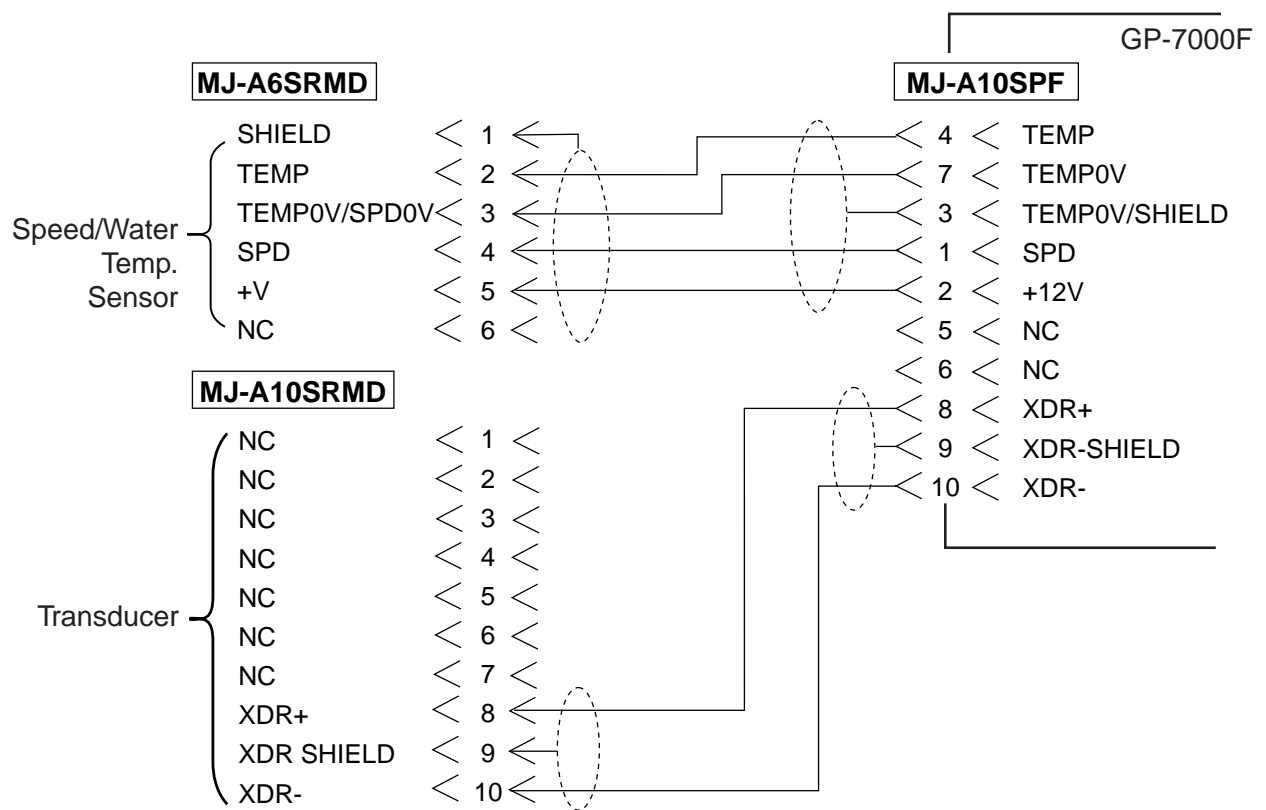 GP-7000F
MJ-A6SRMD
SHIELD 1
TEMP 2
TEMP0V/SPD0V 3
SPD 4
+V 5
NC 6
Speed/Water
Temp.
Sensor
MJ-A10SPF
4 TEMP
7 TEMP0V
3 TEMP0V/SHIELD
1 SPD
2 +12V
5 NC
6 NC
8 XDR+
9 XDR-SHIELD
10 XDR-
MJ-A10SRMD
NC 1
NC 2
NC 3
NC 4
NC 5
NC 6
NC 7
XDR+ 8
XDR SHIELD 9
XDR- 10
Transducer